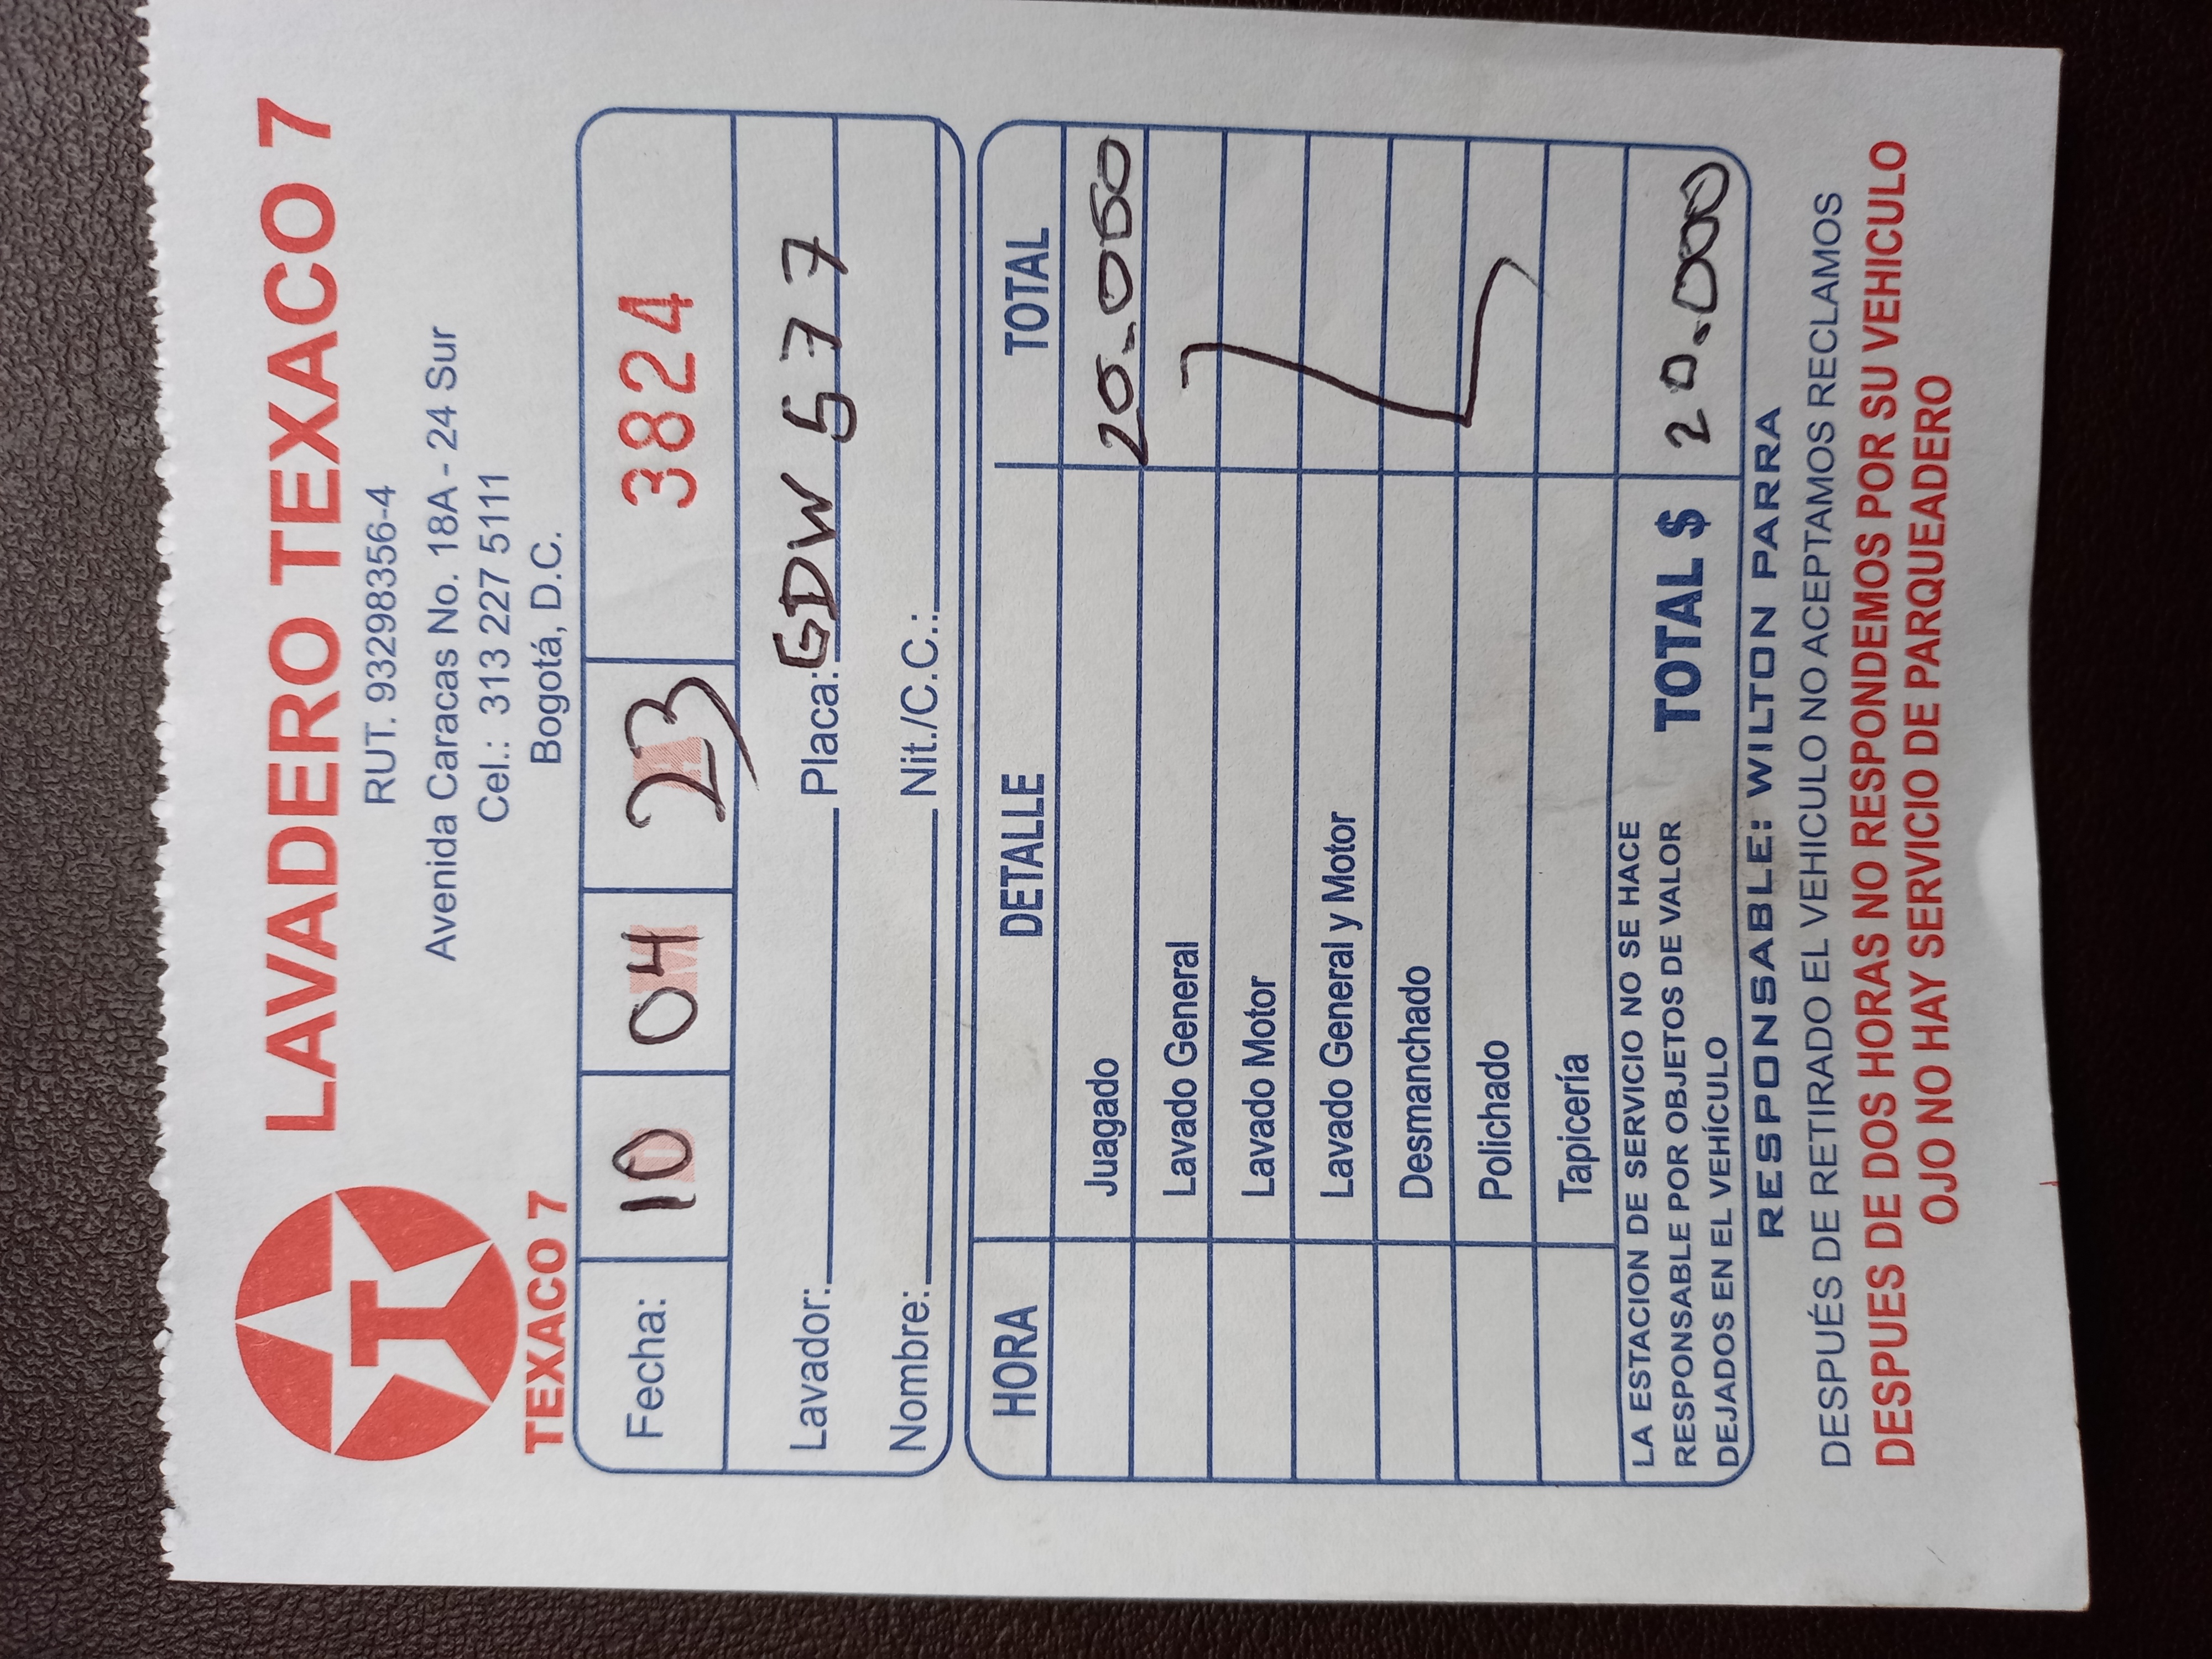 LAVADERO TEXACO 7
RUT. 93298356-4
Avenida Caracas No. 18A - 24 Sur
Cel.: 313 227 5111
Bogotá, D.C.
T
TEXACO 7
Fecha: 10 04 23 3824
Lavador: Placa: GDW 577
Nombre: Nit./C.C.:
HORA DETALLE TOTAL
Juagado 20.000
Lavado General
Lavado Motor
Lavado General y Motor
Desmanchado
Polichado
Tapicería
LA ESTACION DE SERVICIO NO SE HACE
RESPONSABLE POR OBJETOS DE VALOR
DEJADOS EN EL VEHÍCULO
TOTAL $ 20.000
RESPONSABLE: WILTON PARRA
DESPUÉS DE RETIRADO EL VEHICULO NO ACEPTAMOS RECLAMOS
DESPUES DE DOS HORAS NO RESPONDEMOS POR SU VEHICULO
OJO NO HAY SERVICIO DE PARQUEADERO